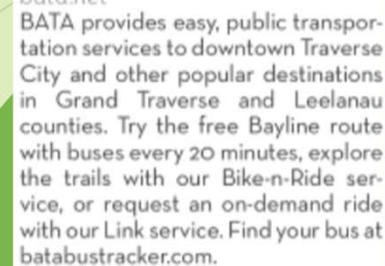 bata.net
BATA provides easy, public transpor-
tation services to downtown Traverse
City and other popular destinations
in Grand Traverse and Leelanau
counties. Try the free Bayline route
with buses every 20 minutes, explore
the trails with our Bike-n-Ride ser-
vice, or request an on-demand ride
with our Link service. Find your bus at
batabustracker.com.